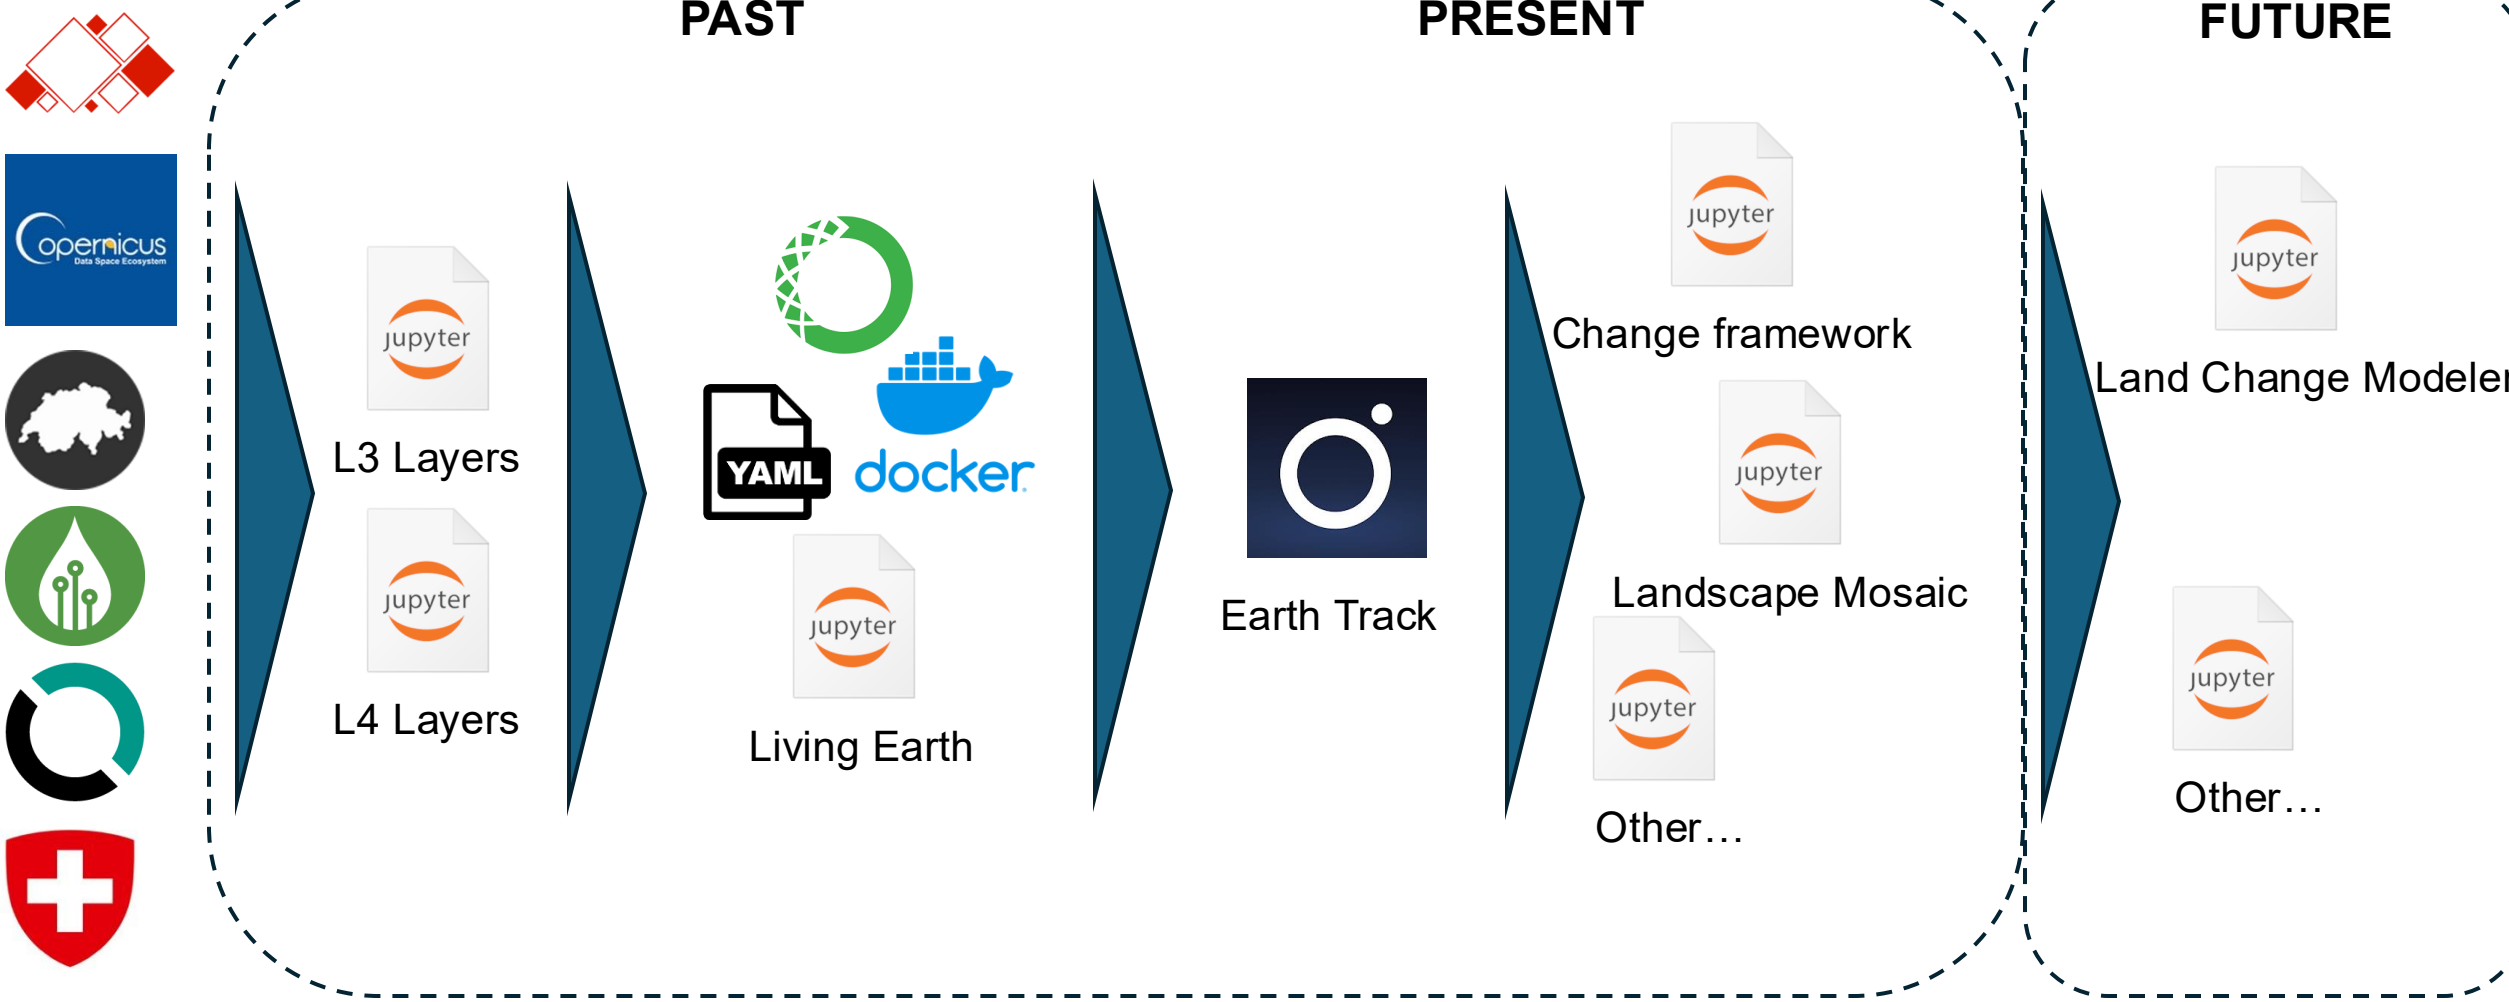 PAST
PRESENT
FUTURE
Copernicus
Data Space Ecosystem
jupyter
L3 Layers
jupyter
L4 Layers
YAML
docker
jupyter
Living Earth
Earth Track
jupyter
Change framework
jupyter
Landscape Mosaic
jupyter
Other…
jupyter
Land Change Modeler
jupyter
Other…